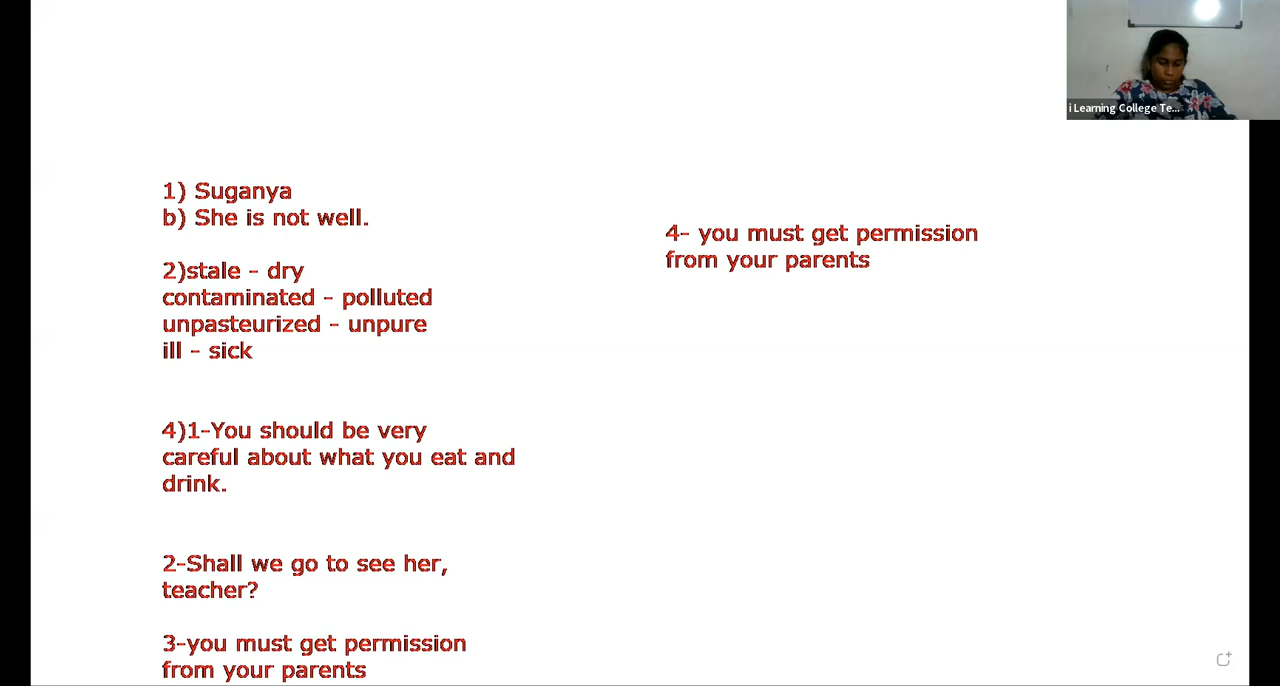 1) Suganya
b) She is not well.
2)stale - dry
contaminated - polluted
unpasteurized - unpure
ill - sick
4)1-You should be very
careful about what you eat and
drink.
2-Shall we go to see her,
teacher?
3-you must get permission
from your parents
4- you must get permission
from your parents
i Learning College Te...